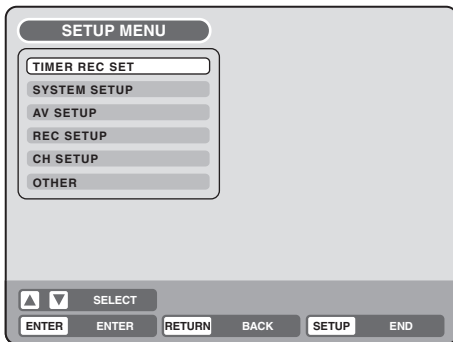 SETUP MENU
TIMER REC SET
SYSTEM SETUP
AV SETUP
REC SETUP
CH SETUP
OTHER
SELECT
ENTER ENTER RETURN BACK SETUP END